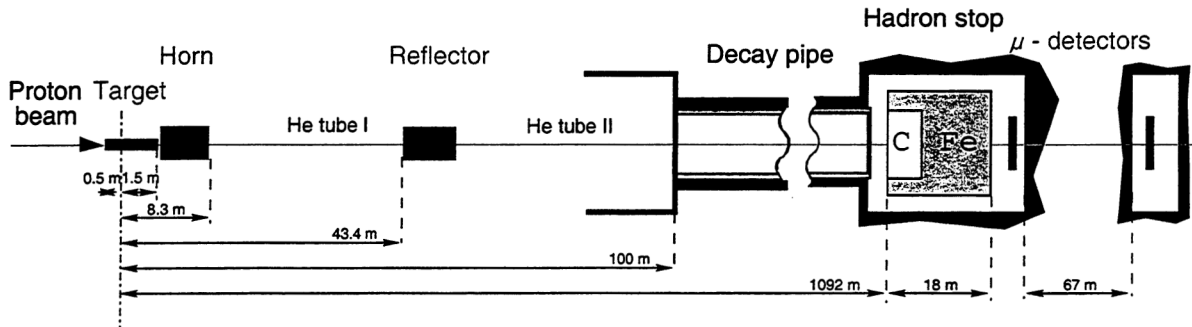 Hadron stop
μ - detectors
Horn
Reflector
Decay pipe
Proton
beam
Target
He tube I
He tube II
C
Fe
0.5 m
1.5 m
8.3 m
43.4 m
100 m
1092 m
18 m
67 m